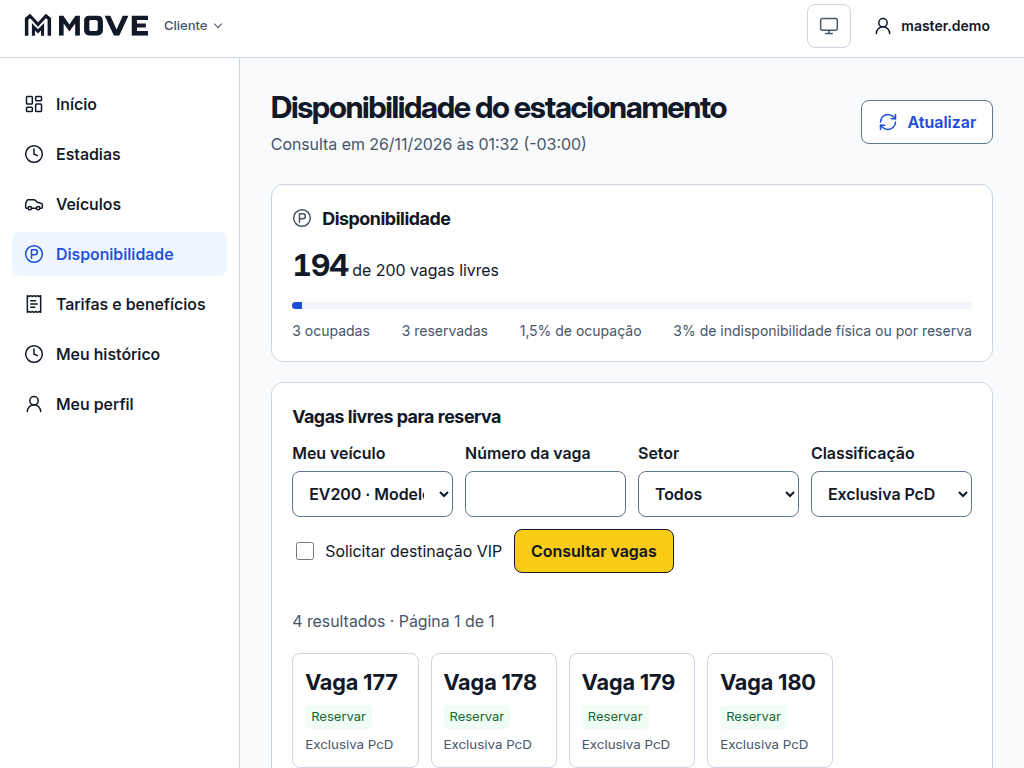 MOVE
Cliente
master.demo
Início
Estadias
Veículos
Disponibilidade
Tarifas e benefícios
Meu histórico
Meu perfil
Disponibilidade do estacionamento
Consulta em 26/11/2026 às 01:32 (-03:00)
Atualizar
Disponibilidade
194 de 200 vagas livres
3 ocupadas 3 reservadas 1,5% de ocupação 3% de indisponibilidade física ou por reserva
Vagas livres para reserva
Meu veículo Número da vaga Setor Classificação
EV200 · Model Todos Exclusiva PcD
Solicitar destinação VIP Consultar vagas
4 resultados · Página 1 de 1
Vaga 177 Vaga 178 Vaga 179 Vaga 180
Reservar Reservar Reservar Reservar
Exclusiva PcD Exclusiva PcD Exclusiva PcD Exclusiva PcD